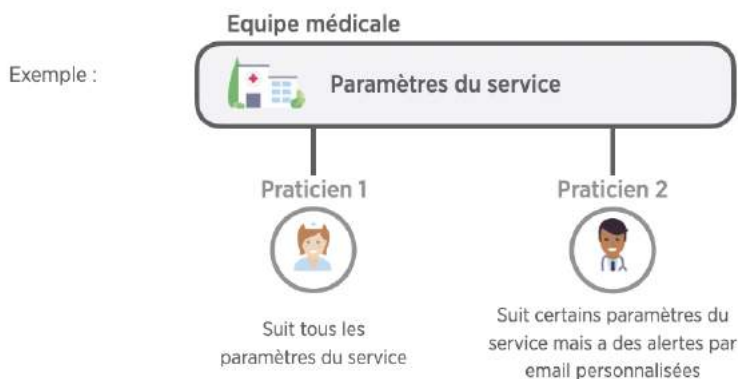 Equipe médicale
Exemple :
Paramètres du service
Praticien 1
Praticien 2
Suit tous les
paramètres du service
Suit certains paramètres du
service mais a des alertes par
email personnalisées